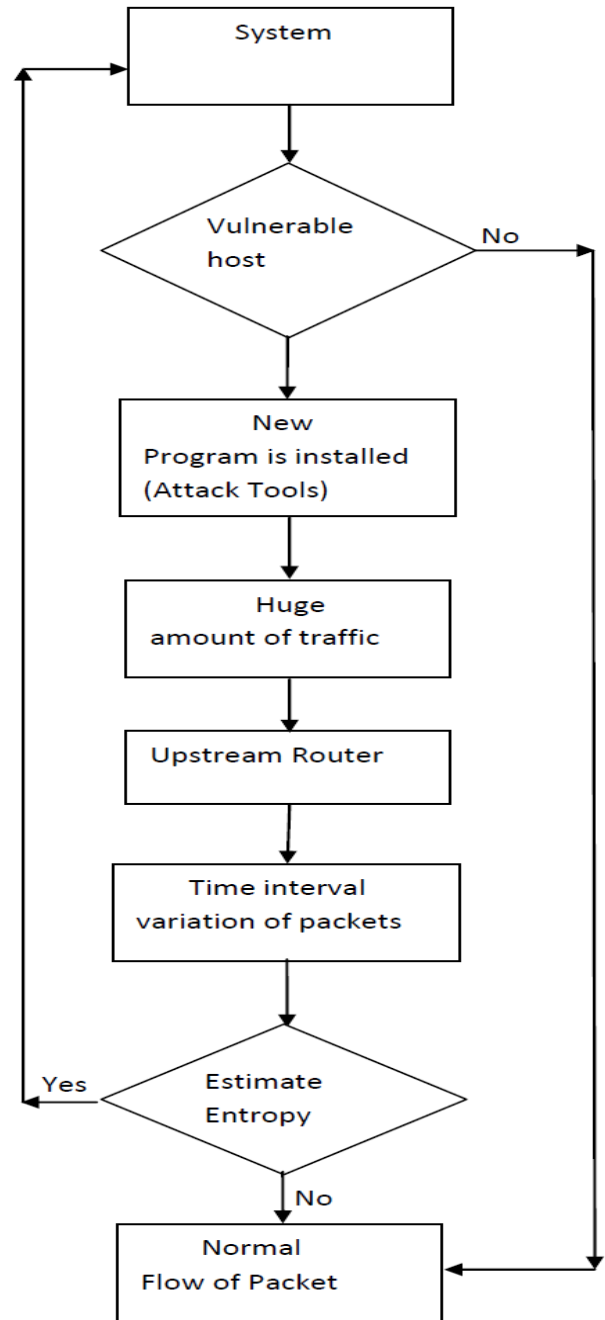 System
Vulnerable
host
No
New
Program is installed
(Attack Tools)
Huge
amount of traffic
Upstream Router
Time interval
variation of packets
Yes
Estimate
Entropy
No
Normal
Flow of Packet